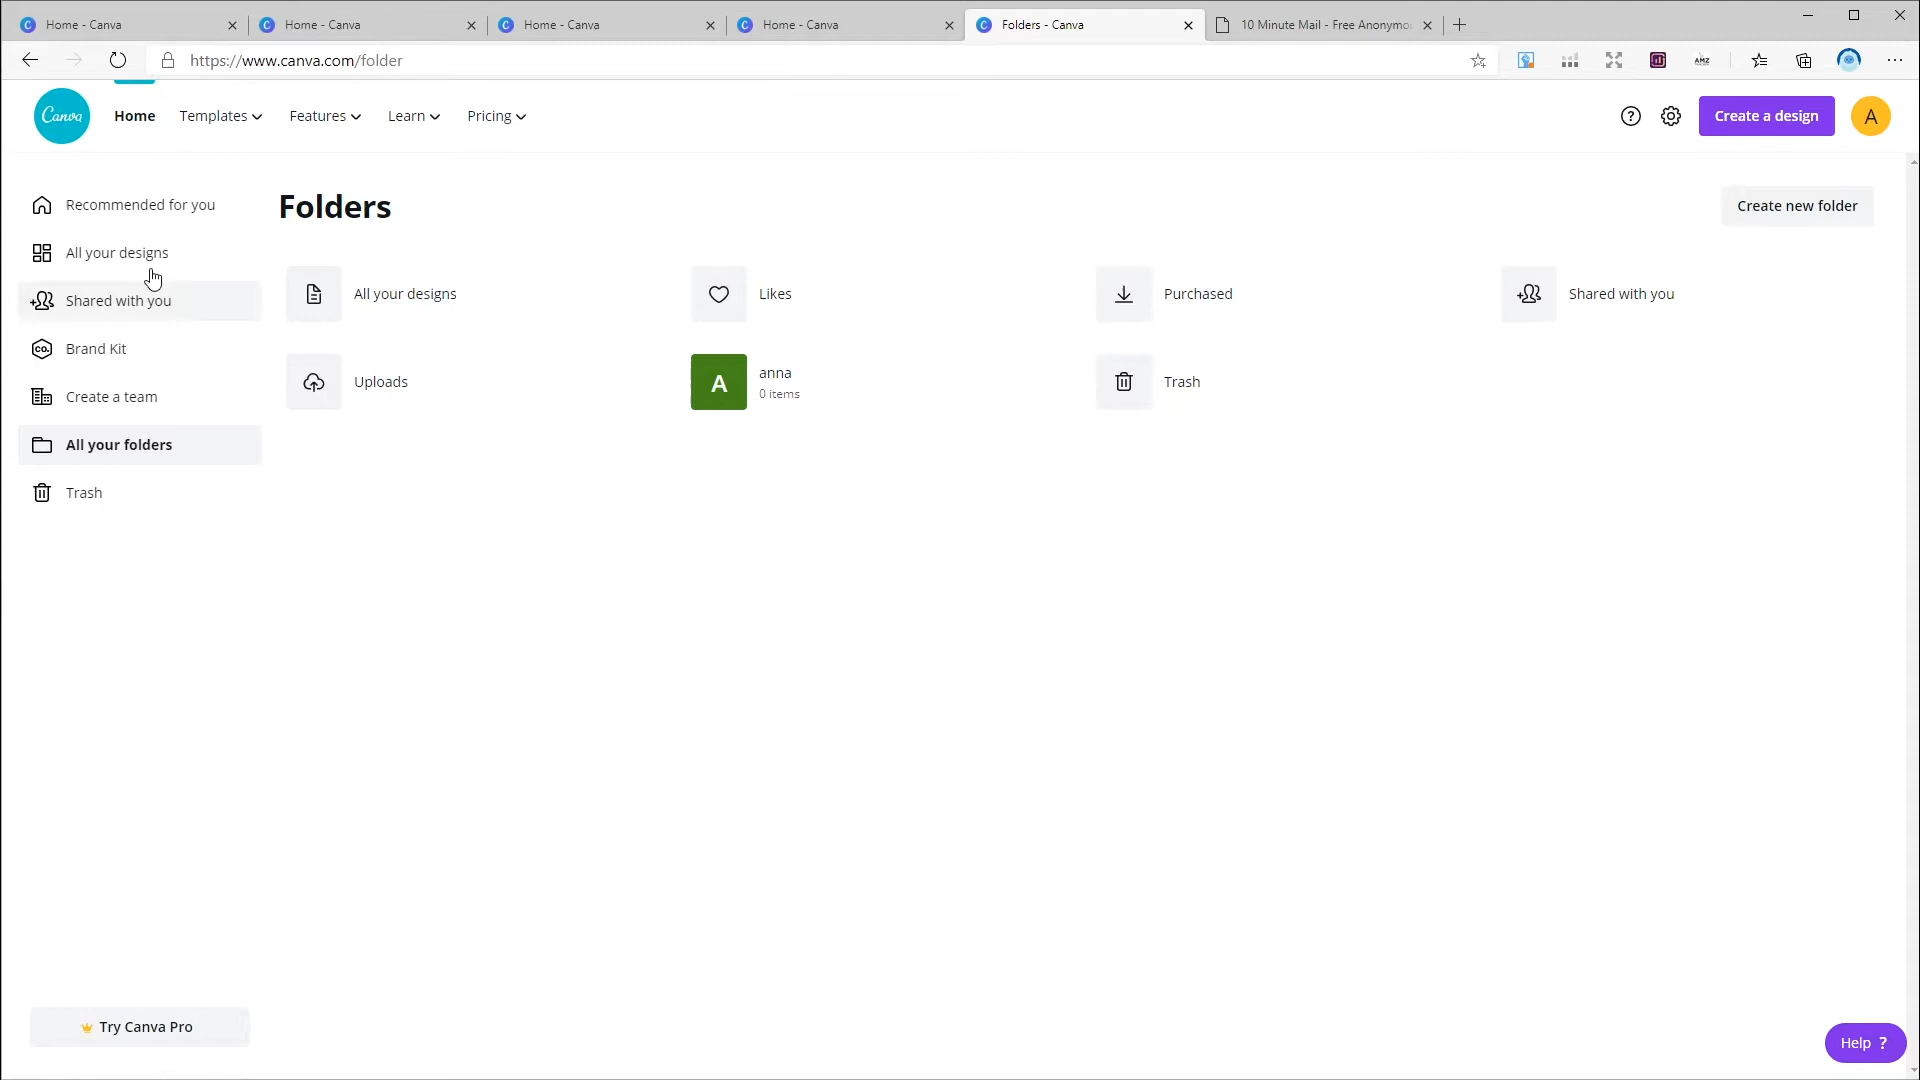 Home - Canva
Home - Canva
Home - Canva
Home - Canva
Folders - Canva
10 Minute Mail - Free Anonymo
https://www.canva.com/folder
AMZ
Canva
Home
Templates
Features
Learn
Pricing
?
Create a design
A
Recommended for you
All your designs
Shared with you
CO.
Brand Kit
Create a team
All your folders
Trash
Folders
Create new folder
All your designs
Likes
Purchased
Shared with you
Uploads
A
anna
0 items
Trash
Try Canva Pro
Help ?